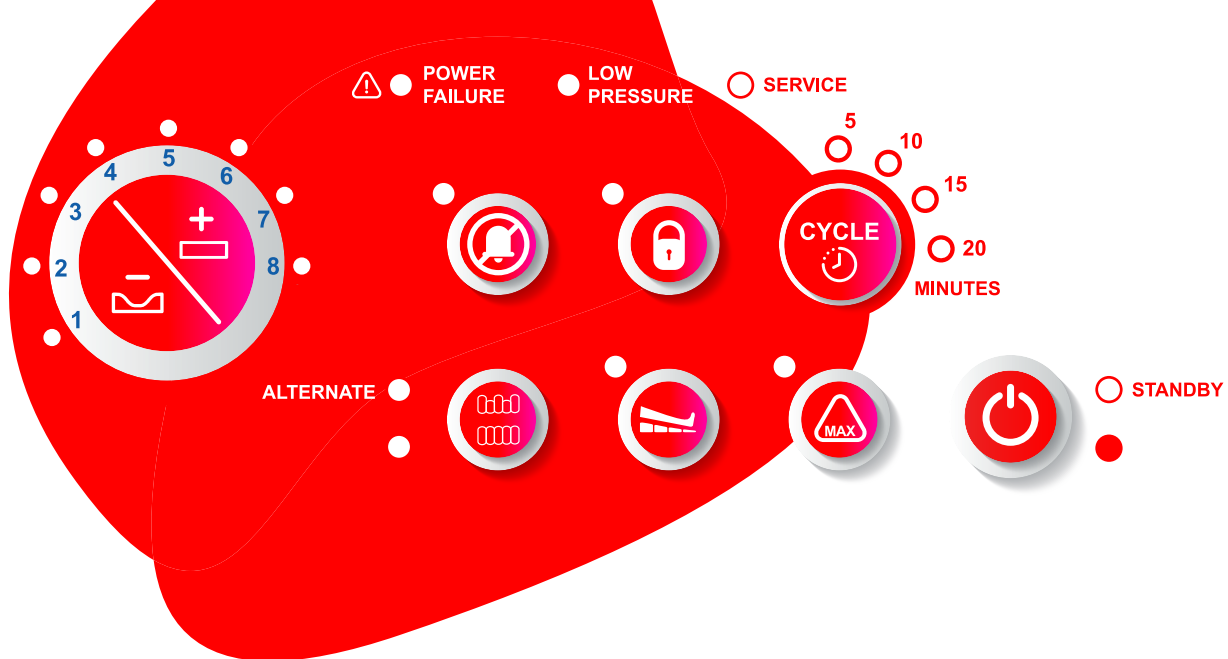 POWER
FAILURE
LOW
PRESSURE
SERVICE
1
2
3
4
5
6
7
8
5
10
15
20
CYCLE
MINUTES
ALTERNATE
MAX
STANDBY